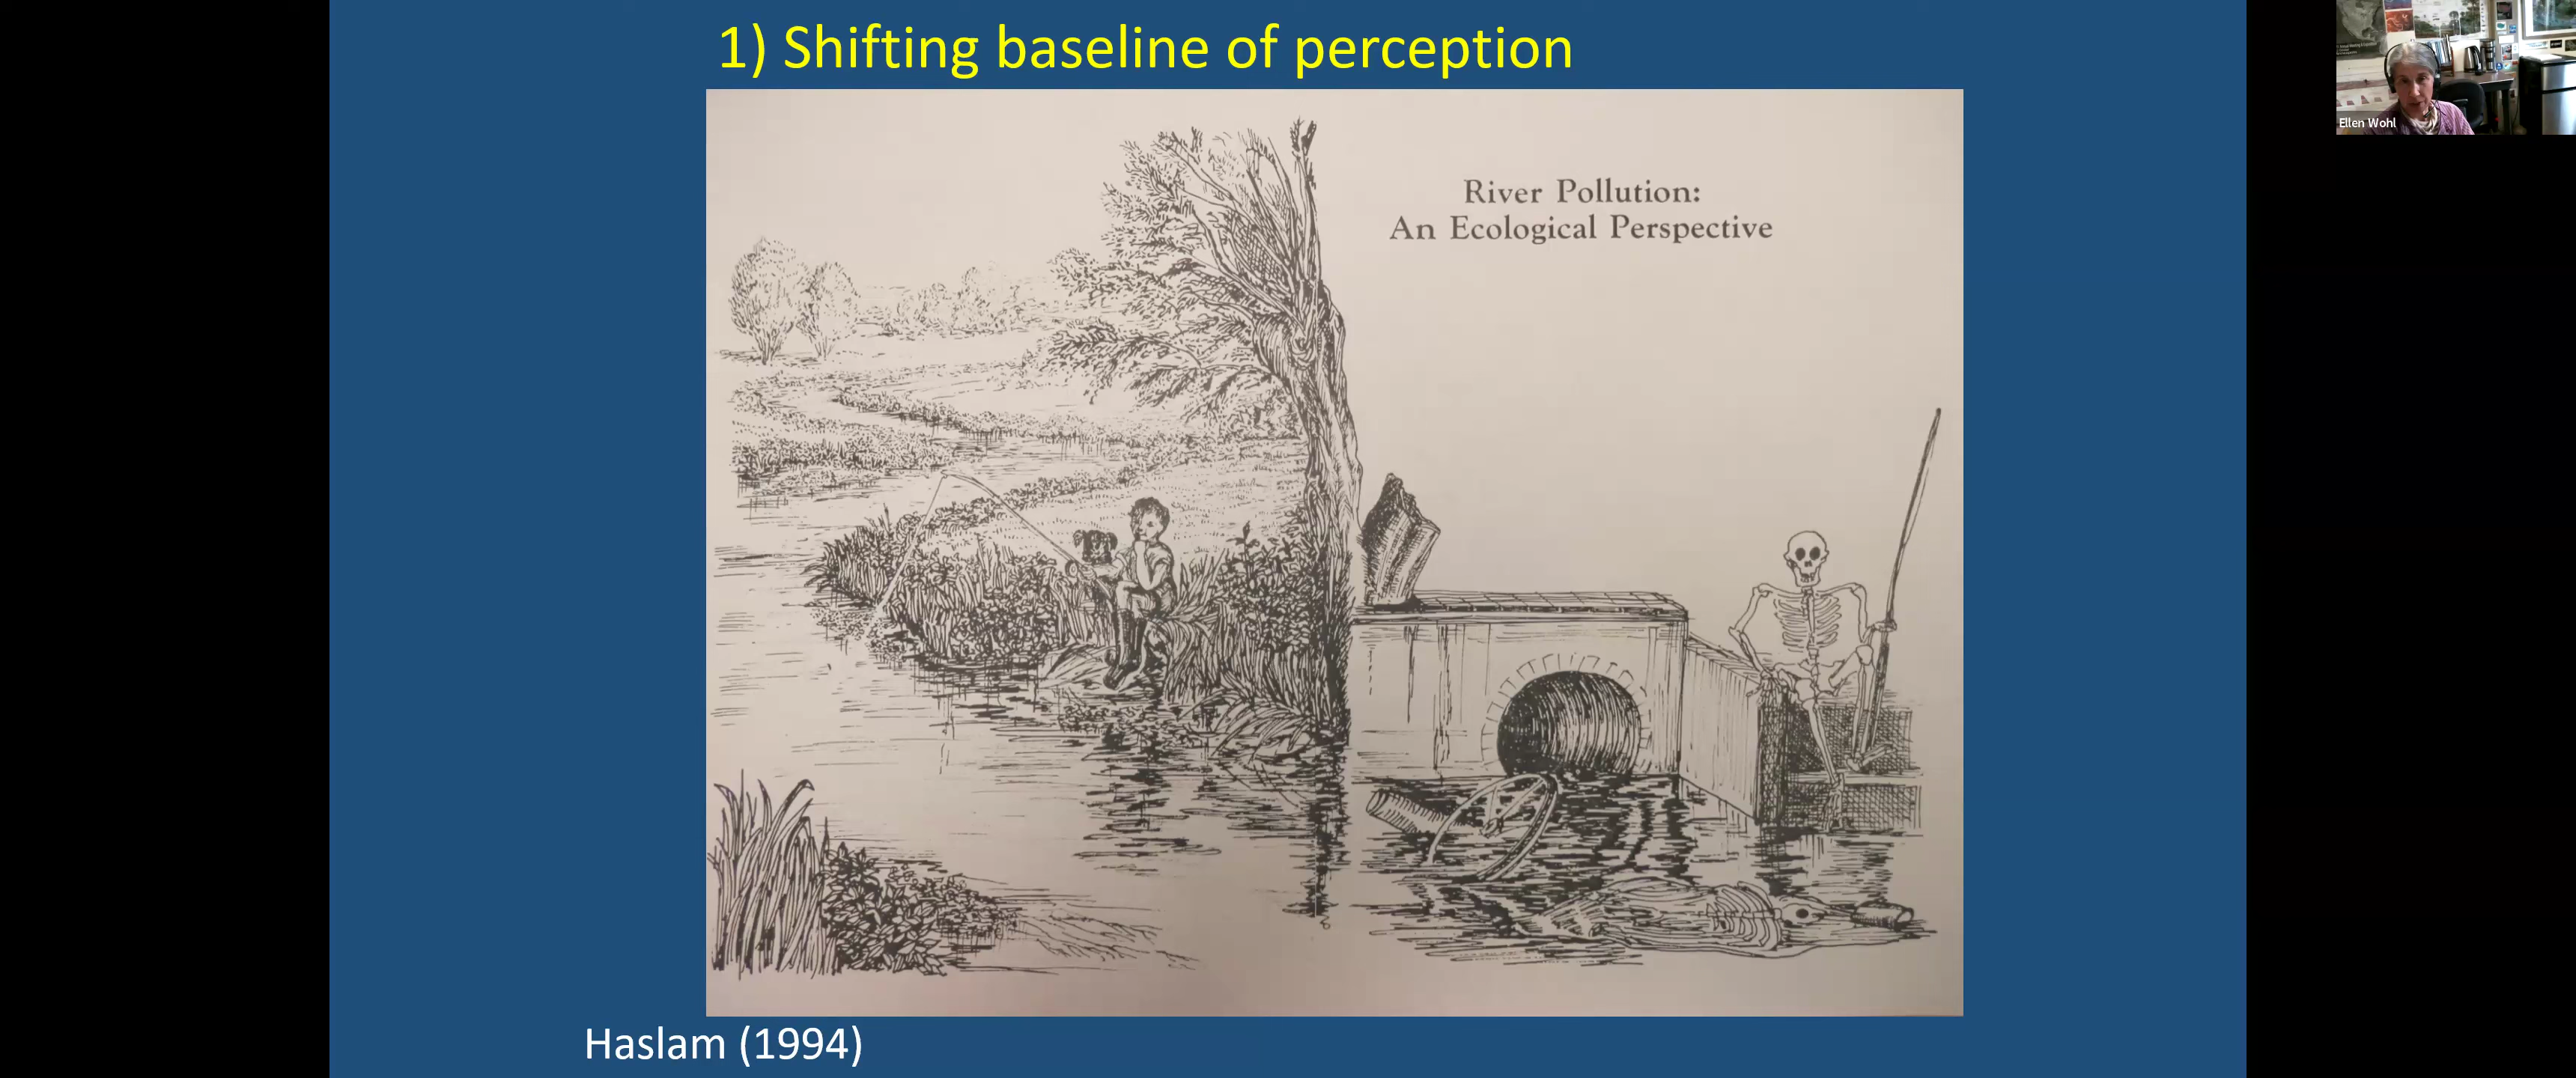 1) Shifting baseline of perception
Ellen Wohl
River Pollution:
An Ecological Perspective
Haslam (1994)